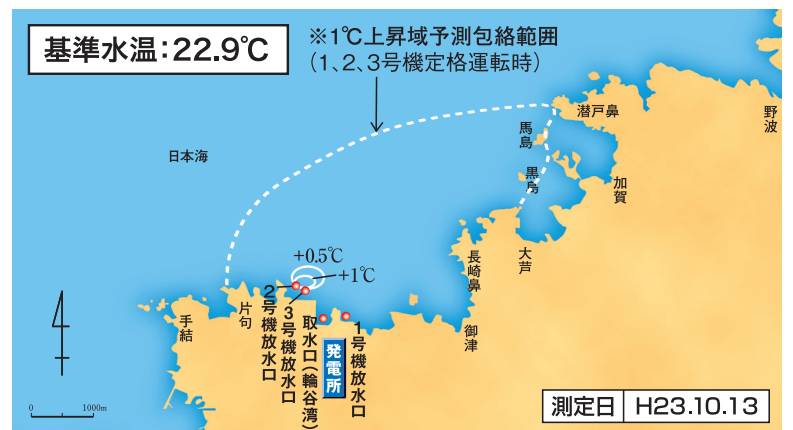 基準水温：22.9℃
※1℃上昇域予測包絡範囲
（1、2、3号機定格運転時）
日本海
潜戸鼻
野波
馬島
黒島
加賀
大芦
長崎鼻
御津
+0.5℃
+1℃
手結
片句
2号機放水口
3号機放水口
取水口（輪谷湾）
発電所
1号機放水口
0 1000m
測定日 H23.10.13